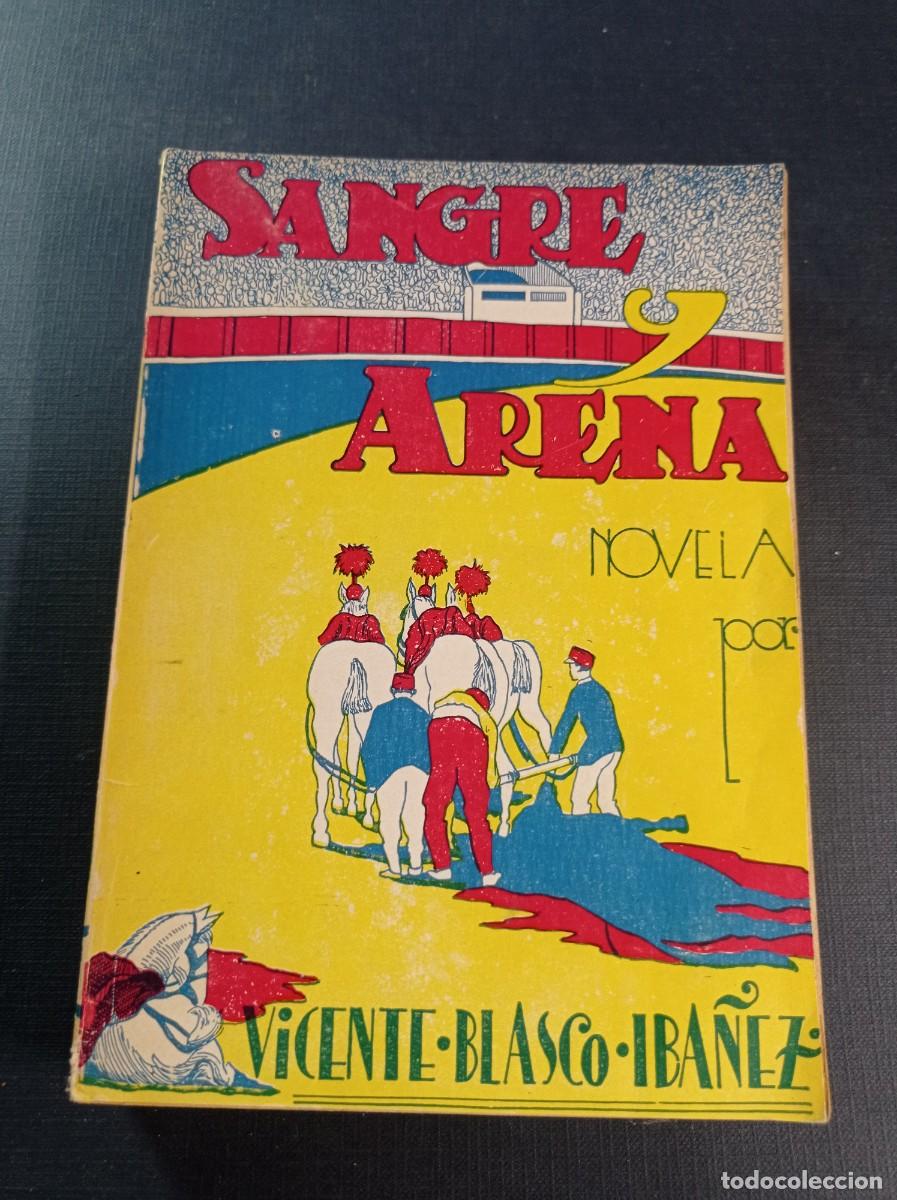 SANGRE
Y
ARENA
NOVELA
por
VICENTE·BLASCO·IBAÑEZ·
todocoleccion